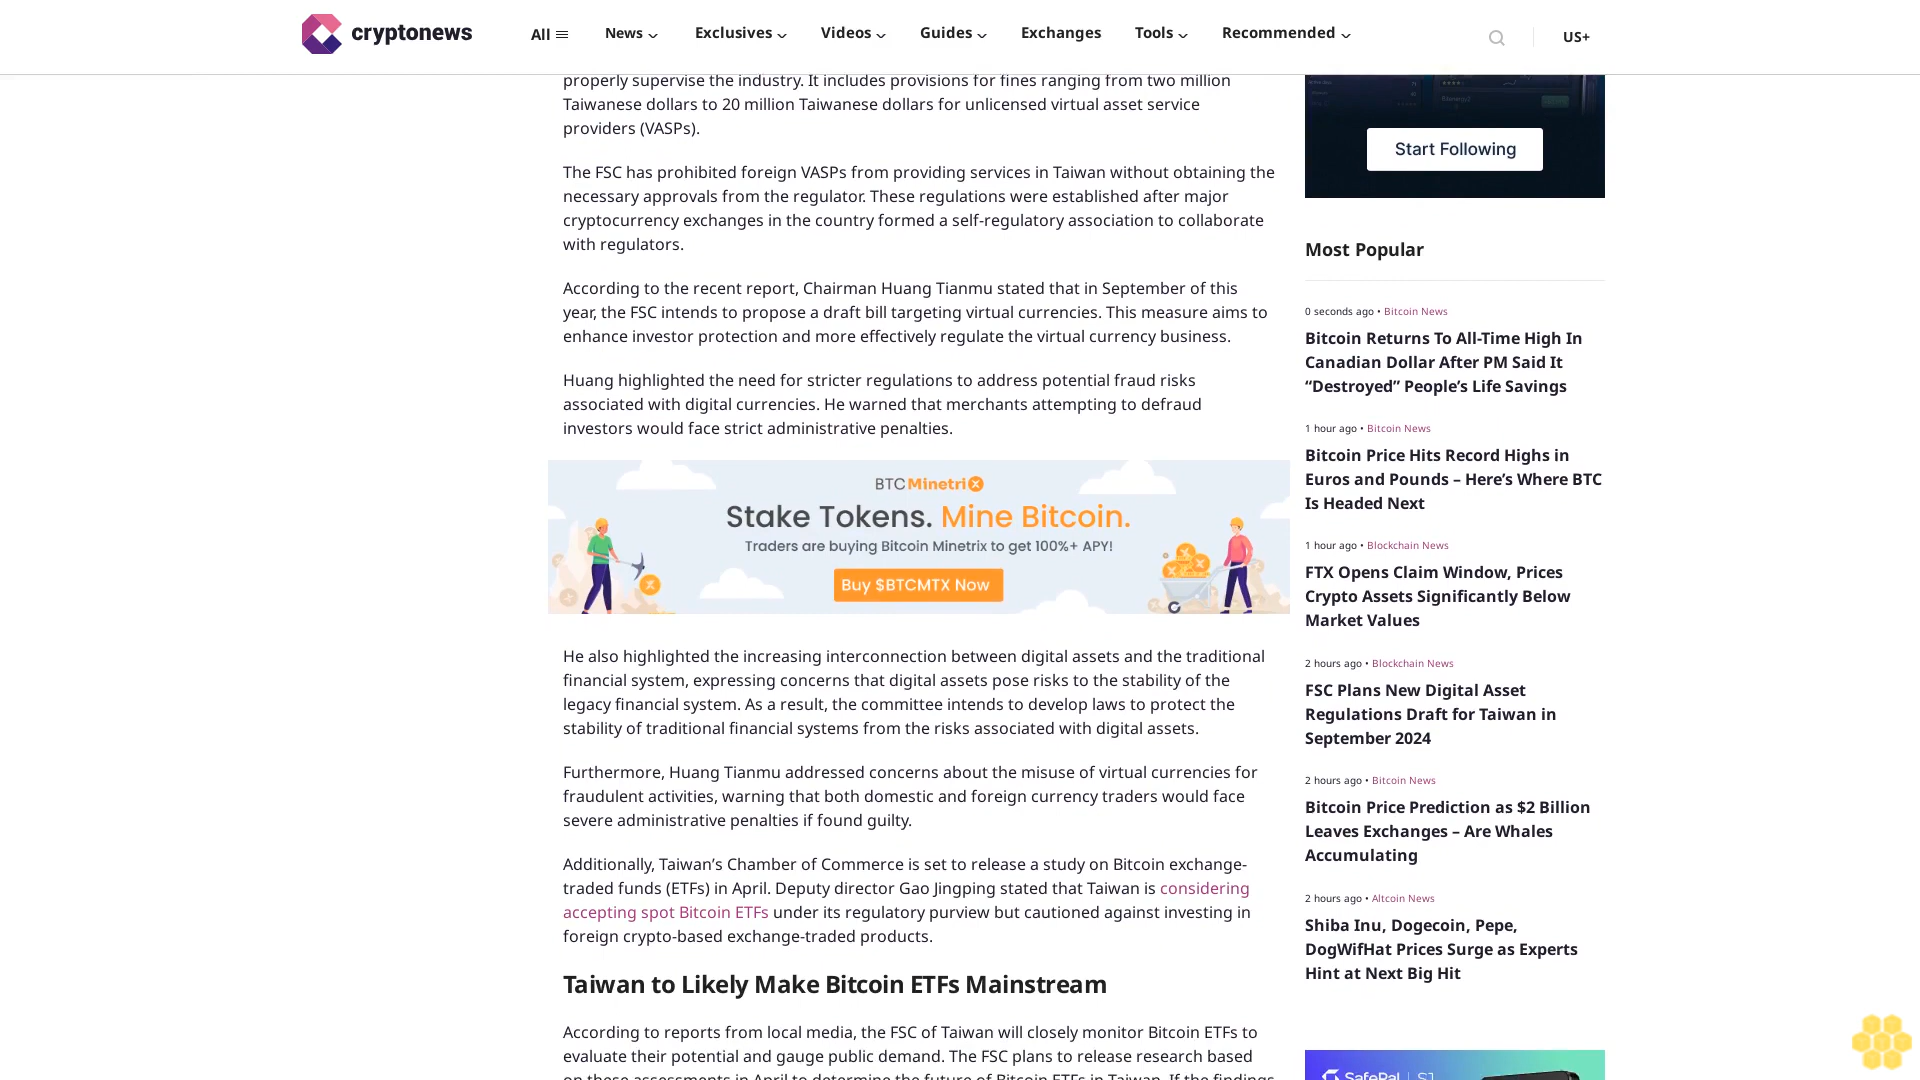 cryptonews
All
News
Exclusives
Videos
Guides
Exchanges
Tools
Recommended
US+
properly supervise the industry. It includes provisions for fines ranging from two million
Taiwanese dollars to 20 million Taiwanese dollars for unlicensed virtual asset service
providers (VASPs).
The FSC has prohibited foreign VASPs from providing services in Taiwan without obtaining the
necessary approvals from the regulator. These regulations were established after major
cryptocurrency exchanges in the country formed a self-regulatory association to collaborate
with regulators.
According to the recent report, Chairman Huang Tianmu stated that in September of this
year, the FSC intends to propose a draft bill targeting virtual currencies. This measure aims to
enhance investor protection and more effectively regulate the virtual currency business.
Huang highlighted the need for stricter regulations to address potential fraud risks
associated with digital currencies. He warned that merchants attempting to defraud
investors would face strict administrative penalties.
BTC Minetrix
Stake Tokens. Mine Bitcoin.
Traders are buying Bitcoin Minetrix to get 100%+ APY!
Buy $BTCMTX Now
He also highlighted the increasing interconnection between digital assets and the traditional
financial system, expressing concerns that digital assets pose risks to the stability of the
legacy financial system. As a result, the committee intends to develop laws to protect the
stability of traditional financial systems from the risks associated with digital assets.
Furthermore, Huang Tianmu addressed concerns about the misuse of virtual currencies for
fraudulent activities, warning that both domestic and foreign currency traders would face
severe administrative penalties if found guilty.
Additionally, Taiwan’s Chamber of Commerce is set to release a study on Bitcoin exchange-
traded funds (ETFs) in April. Deputy director Gao Jingping stated that Taiwan is considering
accepting spot Bitcoin ETFs under its regulatory purview but cautioned against investing in
foreign crypto-based exchange-traded products.
Taiwan to Likely Make Bitcoin ETFs Mainstream
According to reports from local media, the FSC of Taiwan will closely monitor Bitcoin ETFs to
evaluate their potential and gauge public demand. The FSC plans to release research based
on these assessments in April to determine the future of Bitcoin ETFs in Taiwan. If the findings
Start Following
Most Popular
0 seconds ago • Bitcoin News
Bitcoin Returns To All-Time High In
Canadian Dollar After PM Said It
“Destroyed” People’s Life Savings
1 hour ago • Bitcoin News
Bitcoin Price Hits Record Highs in
Euros and Pounds – Here’s Where BTC
Is Headed Next
1 hour ago • Blockchain News
FTX Opens Claim Window, Prices
Crypto Assets Significantly Below
Market Values
2 hours ago • Blockchain News
FSC Plans New Digital Asset
Regulations Draft for Taiwan in
September 2024
2 hours ago • Bitcoin News
Bitcoin Price Prediction as $2 Billion
Leaves Exchanges – Are Whales
Accumulating
2 hours ago • Altcoin News
Shiba Inu, Dogecoin, Pepe,
DogWifHat Prices Surge as Experts
Hint at Next Big Hit
SafePal | S1